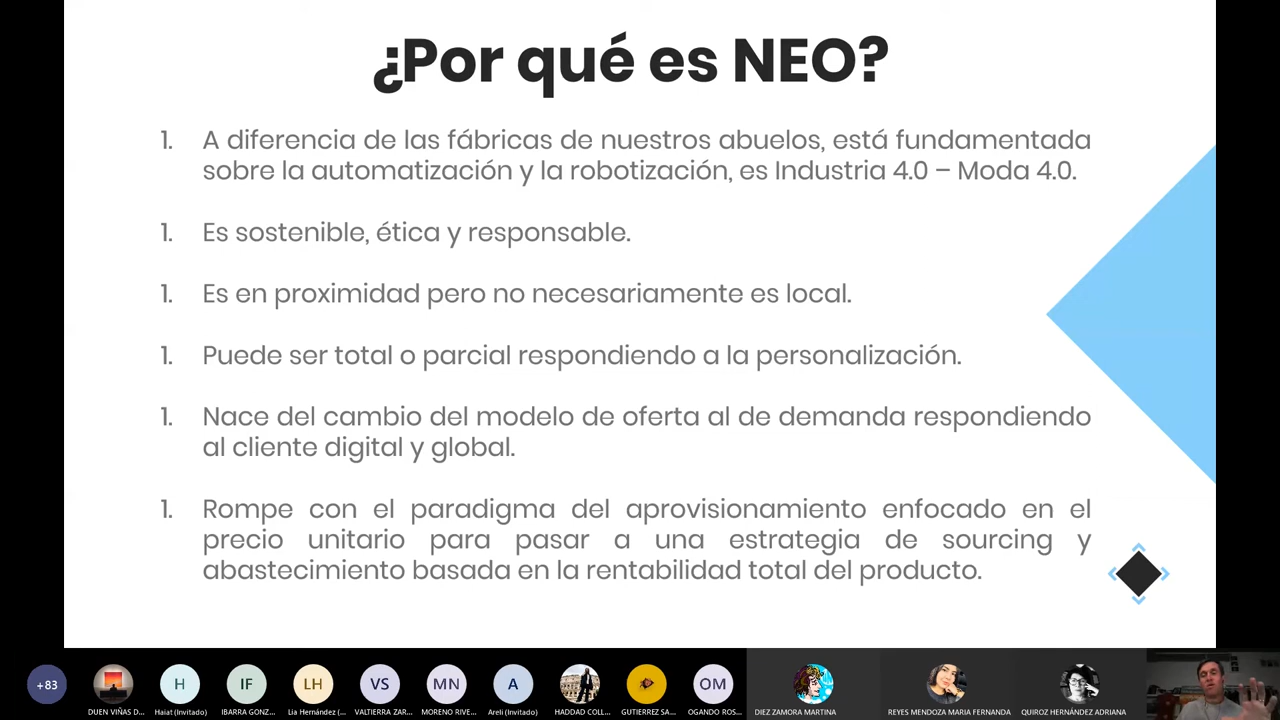 ¿Por qué es NEO?
1. A diferencia de las fábricas de nuestros abuelos, está fundamentada
sobre la automatización y la robotización, es Industria 4.0 – Moda 4.0.
1. Es sostenible, ética y responsable.
1. Es en proximidad pero no necesariamente es local.
1. Puede ser total o parcial respondiendo a la personalización.
1. Nace del cambio del modelo de oferta al de demanda respondiendo
al cliente digital y global.
1. Rompe con el paradigma del aprovisionamiento enfocado en el
precio unitario para pasar a una estrategia de sourcing y
abastecimiento basada en la rentabilidad total del producto.
+83 H IF LH VS MN A OM
DUEN VIÑAS D... Haiat (Invitado) IBARRA GONZ... Lia Hernández (... VALTIERRA ZAR... MORENO RIVE... Areli (Invitado) HADDAD COLL... GUTIERREZ SA... OGANDO ROS... DIEZ ZAMORA MARTINA REYES MENDOZA MARIA FERNANDA QUIROZ HERNÁNDEZ ADRIANA